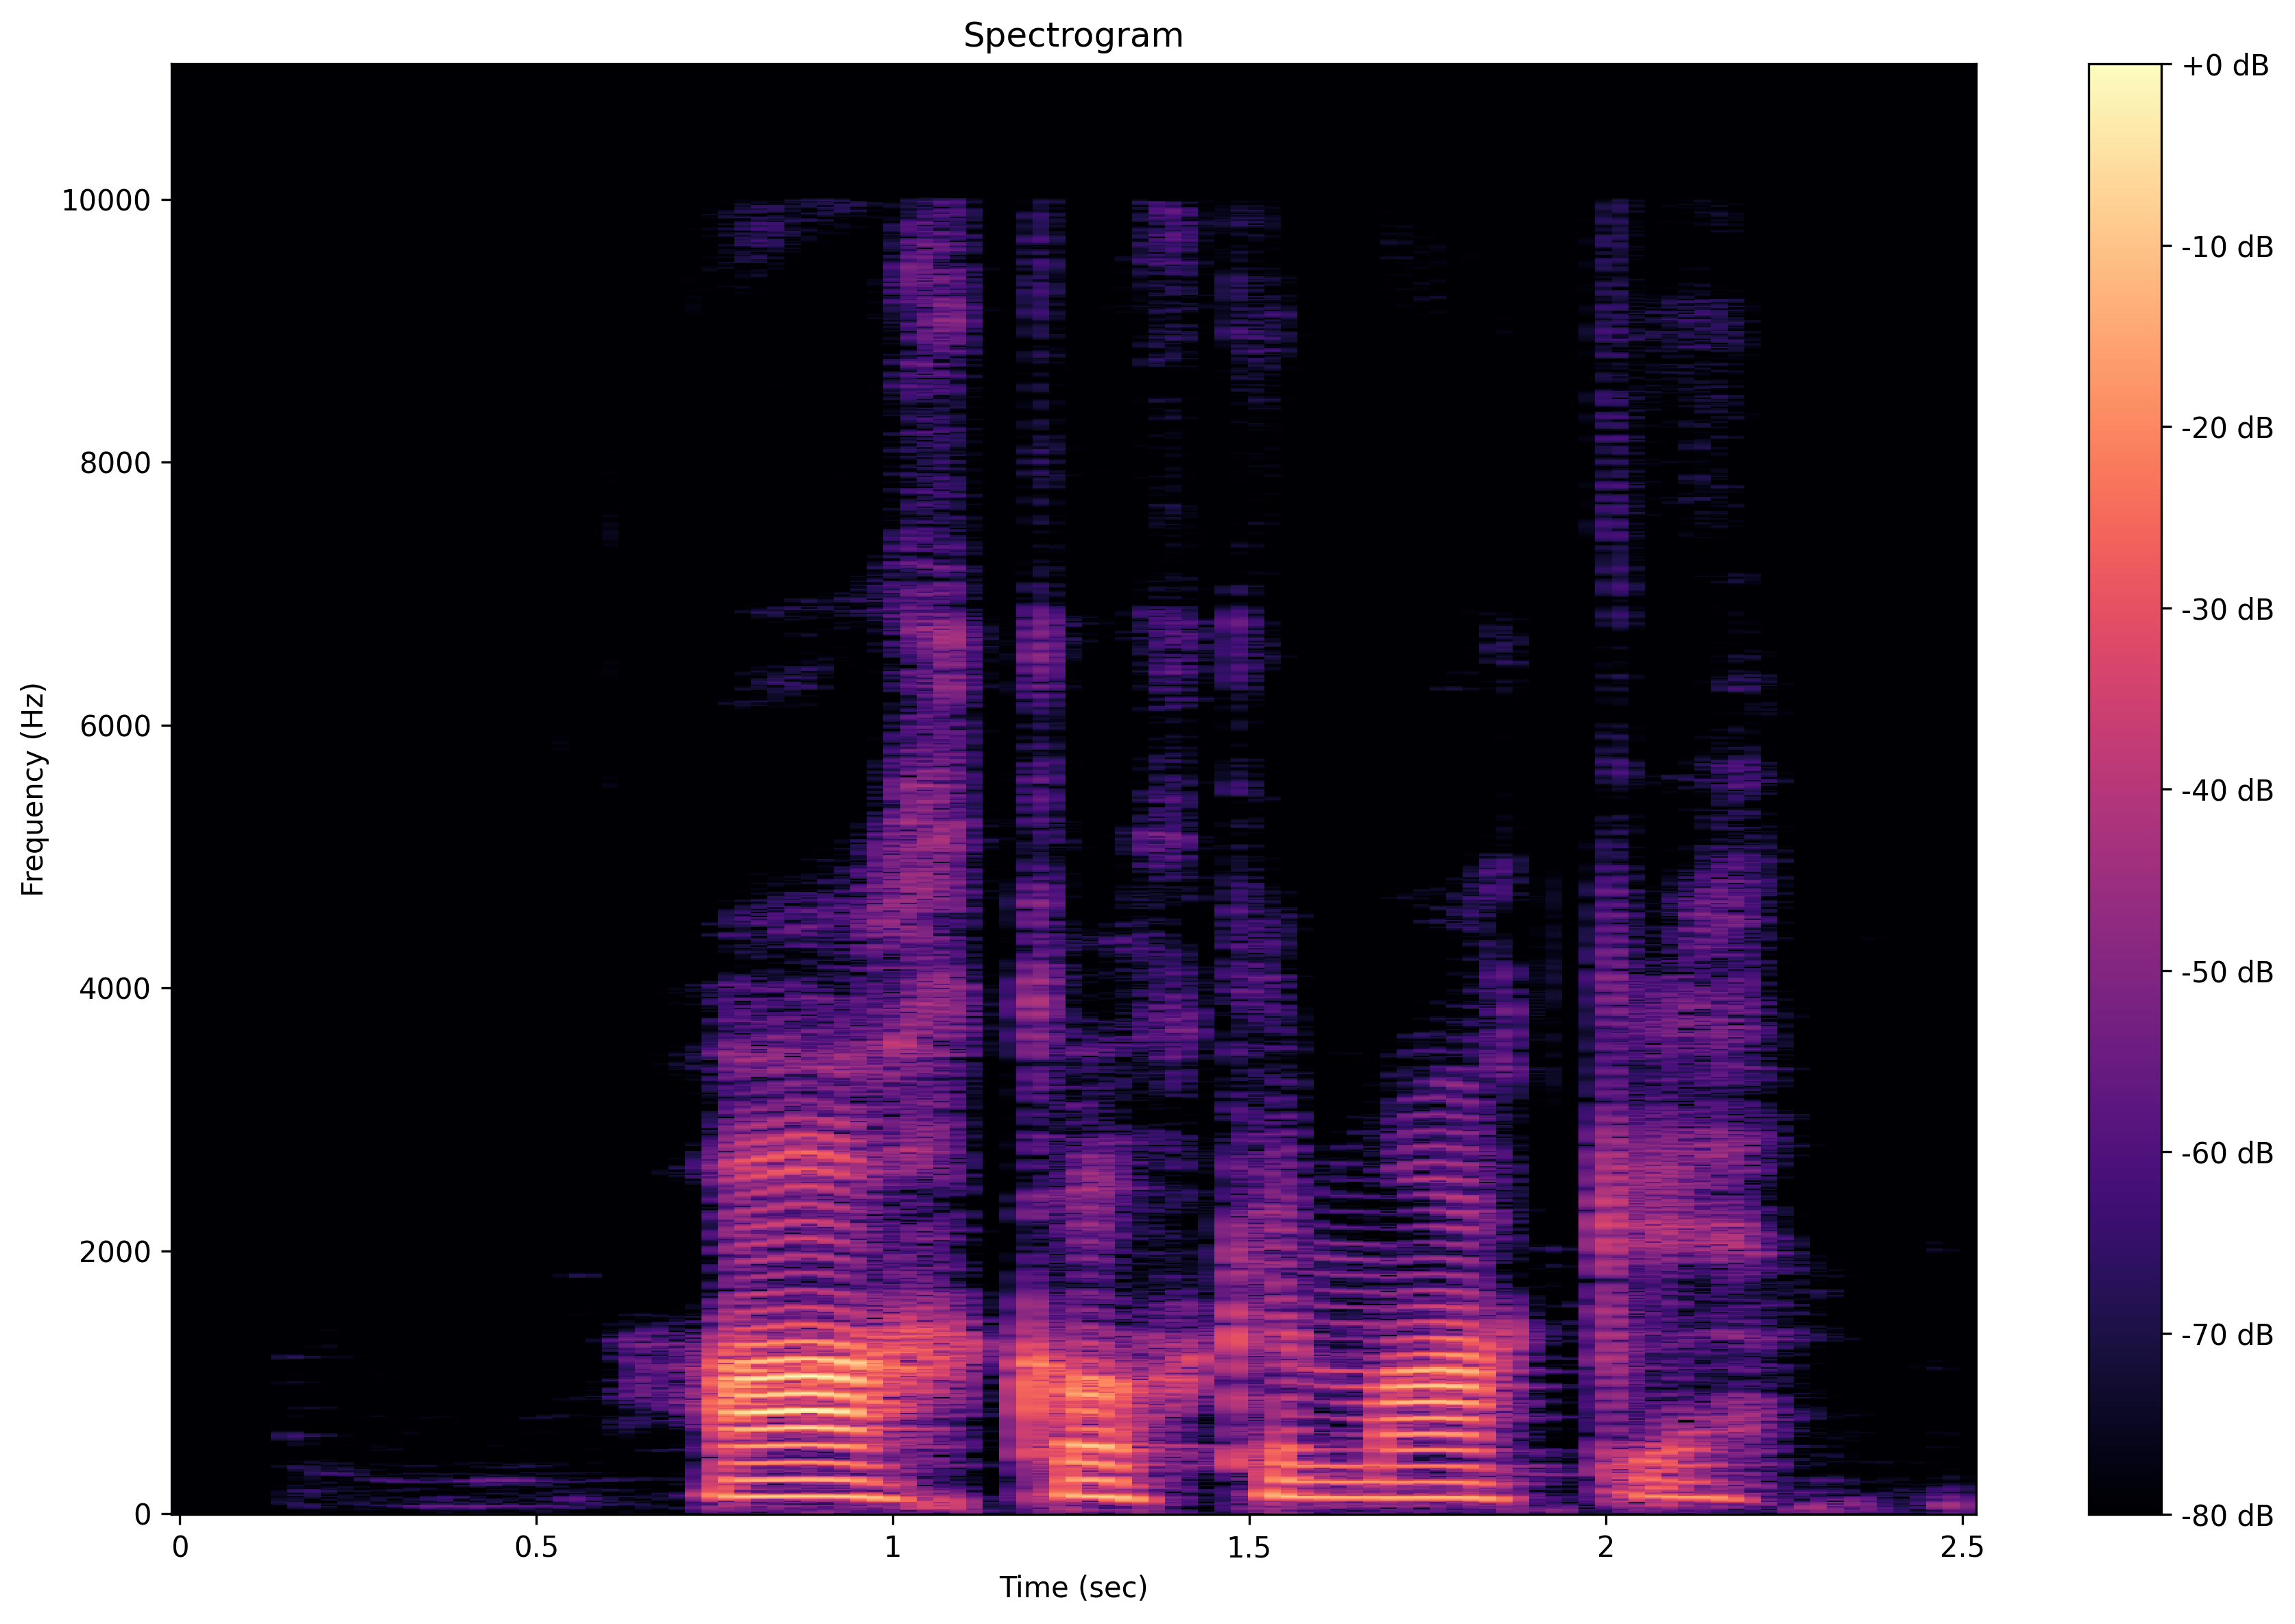 Spectrogram
+0 dB
10000
-10 dB
-20 dB
8000
-30 dB
6000
Frequency (Hz)
-40 dB
-50 dB
4000
-60 dB
2000
-70 dB
0
-80 dB
0
0.5
1
1.5
2
2.5
Time (sec)